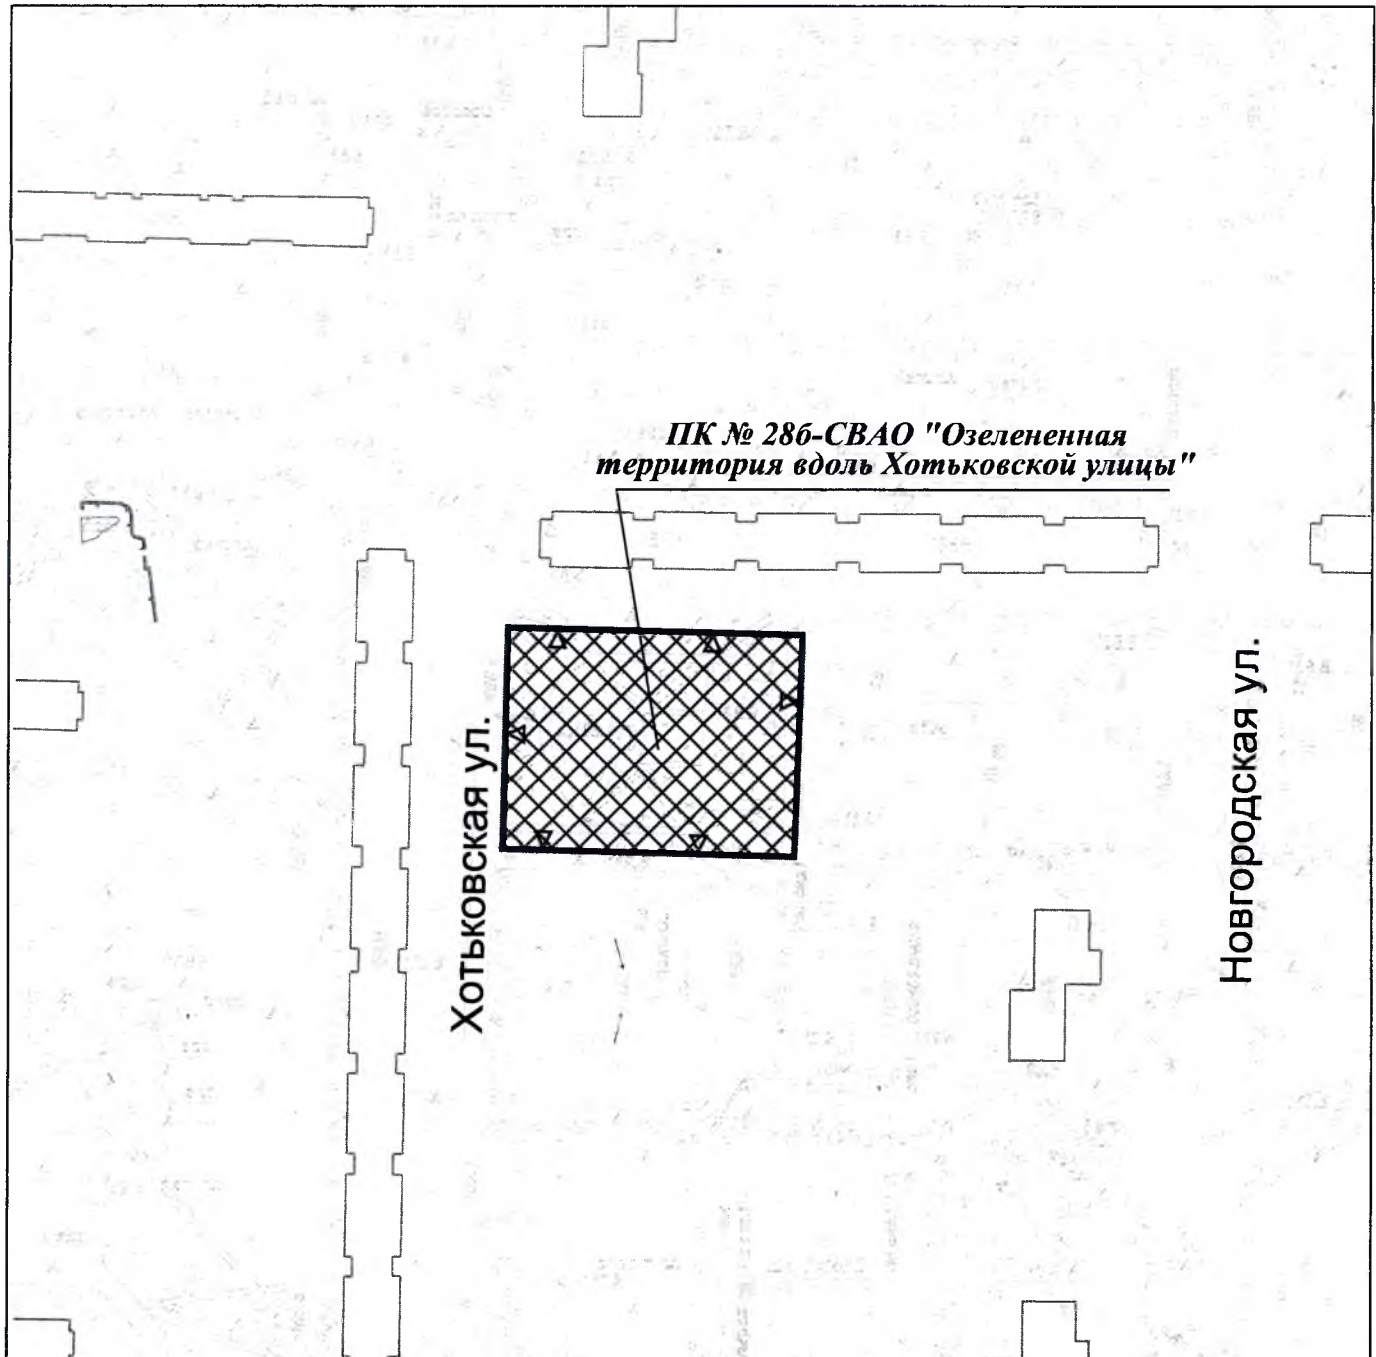 ПК № 28б-СВАО "Озелененная
территория вдоль Хотьковской улицы"
Хотьковская ул.
Новгородская ул.